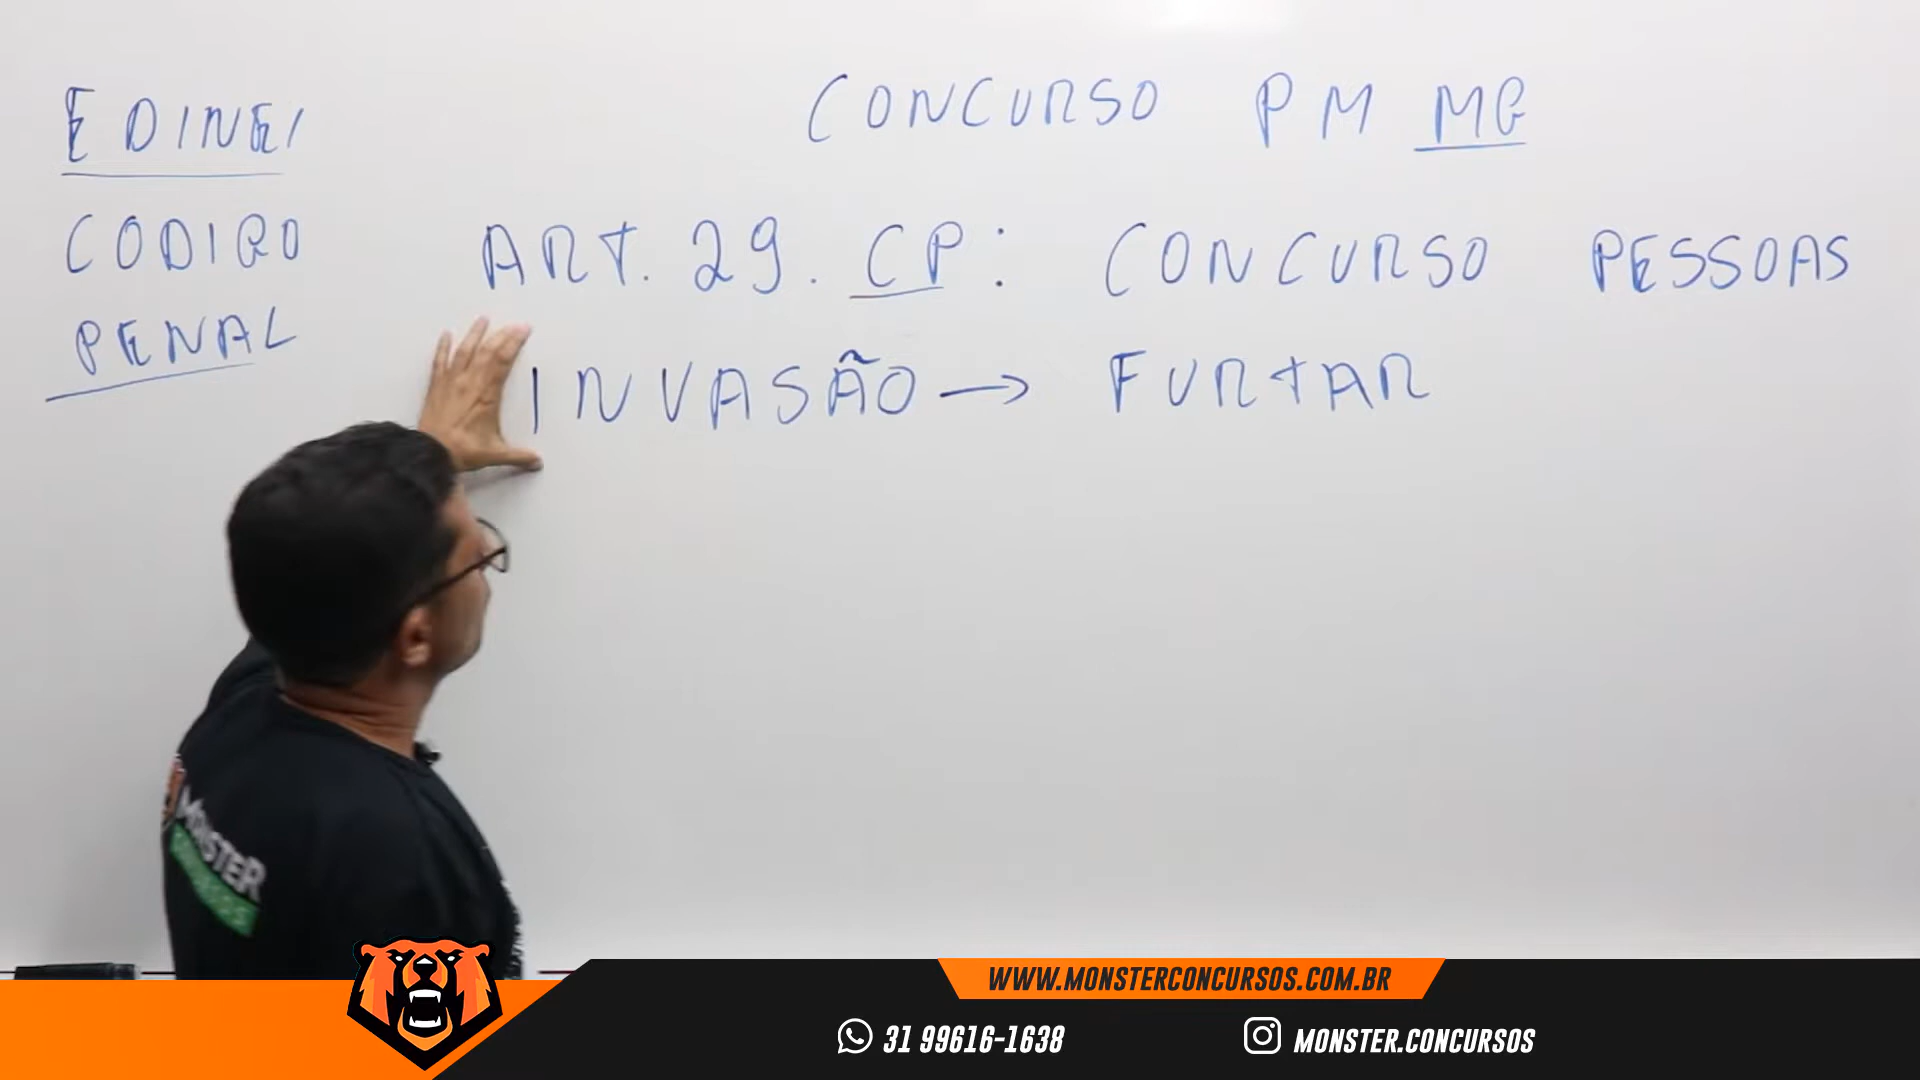 EDINEI
CODIGO
PENAL
CONCURSO PM MG
ART. 29. CP: CONCURSO PESSOAS
INVASÃO → FURTAR
MONSTER
WWW.MONSTERCONCURSOS.COM.BR
31 99616-1638
MONSTER.CONCURSOS